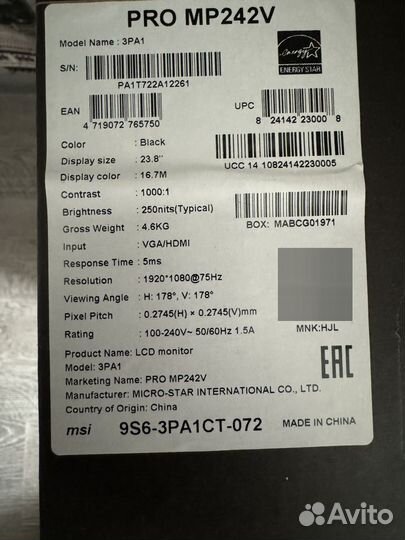 PRO MP242V
Model Name : 3PA1
S/N:
PA1T722A12261
ENERGY STAR
EAN
4 719072 765750
UPC
8 24142 23000 8
UCC 14 10824142230005
Color : Black
Display size : 23.8"
Display color : 16.7M
Contrast : 1000:1
Brightness : 250nits(Typical)
Gross Weight : 4.6KG
Input : VGA/HDMI
Response Time : 5ms
Resolution : 1920*1080@75Hz
Viewing Angle : H: 178°, V: 178°
Pixel Pitch : 0.2745(H) × 0.2745(V)mm
Rating : 100-240V~ 50/60Hz 1.5A
BOX: MABCG01971
MNK:HJL
Product Name: LCD monitor
Model: 3PA1
Marketing Name: PRO MP242V
Manufacturer: MICRO-STAR INTERNATIONAL CO., LTD.
Country of Origin: China
EAC
msi 9S6-3PA1CT-072 MADE IN CHINA
Avito